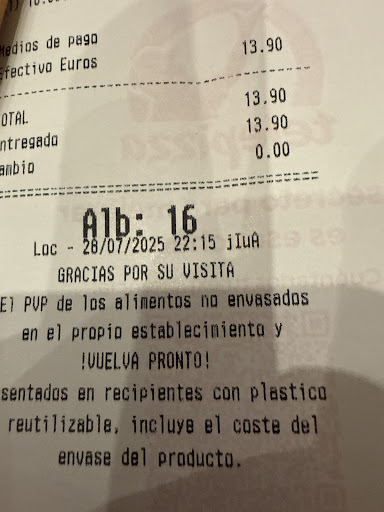 Medios de pago
Efectivo Euros 13.90
OTAL 13.90
ntregado 13.90
ambio 0.00
Alb: 16
Loc - 28/07/2025 22:15 jIuA
GRACIAS POR SU VISITA
El PVP de los alimentos no envasados
en el propio establecimiento y
!VUELVA PRONTO!
sentados en recipientes con plastico
reutilizable, incluye el coste del
envase del producto.